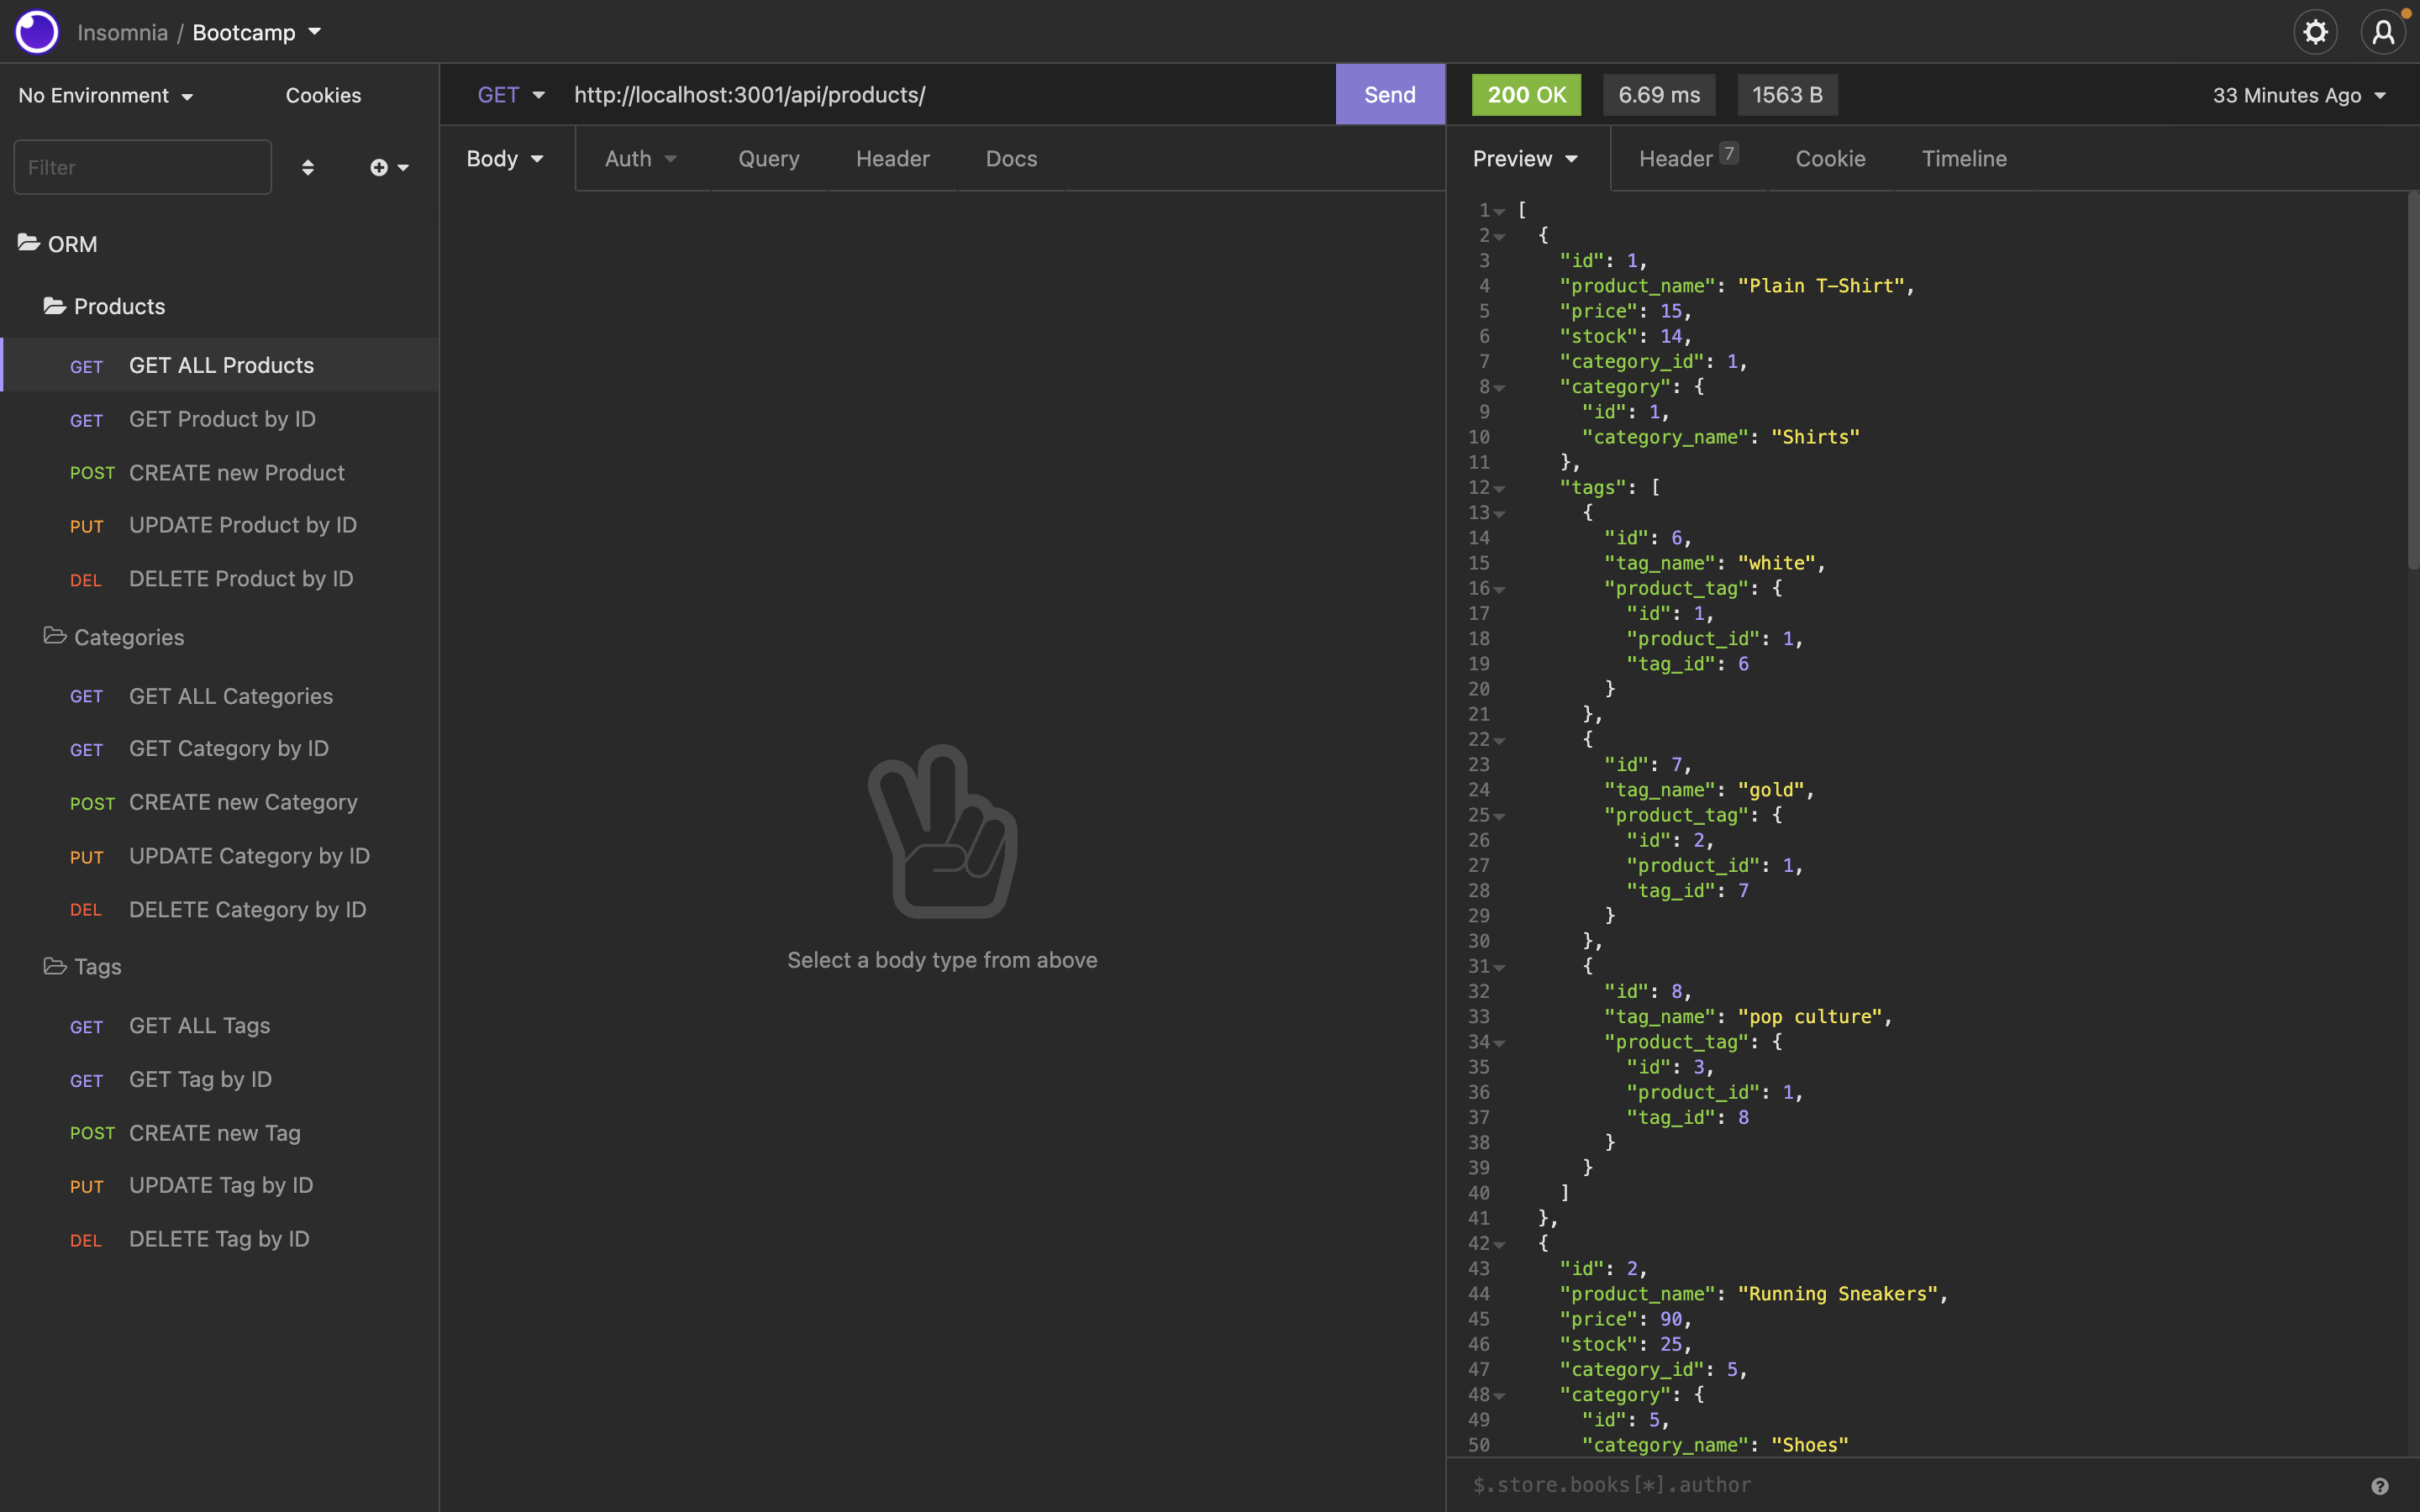 Insomnia / Bootcamp
No Environment
Cookies
Filter
ORM
Products
GET GET ALL Products
GET GET Product by ID
POST CREATE new Product
PUT UPDATE Product by ID
DEL DELETE Product by ID
Categories
GET GET ALL Categories
GET GET Category by ID
POST CREATE new Category
PUT UPDATE Category by ID
DEL DELETE Category by ID
Tags
GET GET ALL Tags
GET GET Tag by ID
POST CREATE new Tag
PUT UPDATE Tag by ID
DEL DELETE Tag by ID
GET http://localhost:3001/api/products/ Send
Body Auth Query Header Docs
Select a body type from above
200 OK 6.69 ms 1563 B 33 Minutes Ago
Preview Header 7 Cookie Timeline
1 [
2 {
3 "id": 1,
4 "product_name": "Plain T-Shirt",
5 "price": 15,
6 "stock": 14,
7 "category_id": 1,
8 "category": {
9 "id": 1,
10 "category_name": "Shirts"
11 },
12 "tags": [
13 {
14 "id": 6,
15 "tag_name": "white",
16 "product_tag": {
17 "id": 1,
18 "product_id": 1,
19 "tag_id": 6
20 }
21 },
22 {
23 "id": 7,
24 "tag_name": "gold",
25 "product_tag": {
26 "id": 2,
27 "product_id": 1,
28 "tag_id": 7
29 }
30 },
31 {
32 "id": 8,
33 "tag_name": "pop culture",
34 "product_tag": {
35 "id": 3,
36 "product_id": 1,
37 "tag_id": 8
38 }
39 }
40 ]
41 },
42 {
43 "id": 2,
44 "product_name": "Running Sneakers",
45 "price": 90,
46 "stock": 25,
47 "category_id": 5,
48 "category": {
49 "id": 5,
50 "category_name": "Shoes"
$.store.books[*].author
?